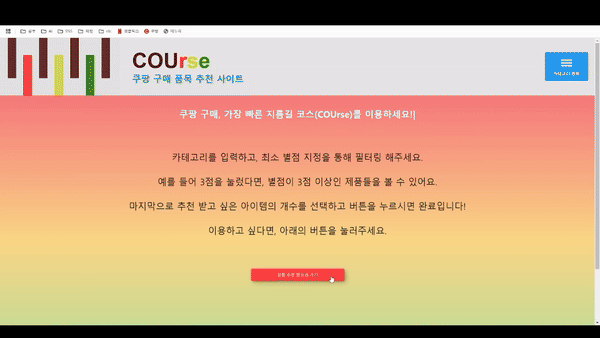 COUrse
쿠팡 구매 품목 추천 사이트
쿠팡 구매, 가장 빠른 지름길 코스(COUrse)를 이용하세요!|
카테고리를 입력하고, 최소 별점 지정을 통해 필터링 해주세요.
예를 들어 3점을 눌렀다면, 별점이 3점 이상인 제품들을 볼 수 있어요.
마지막으로 추천 받고 싶은 아이템의 개수를 선택하고 버튼을 누르시면 완료입니다!
이용하고 싶다면, 아래의 버튼을 눌러주세요.